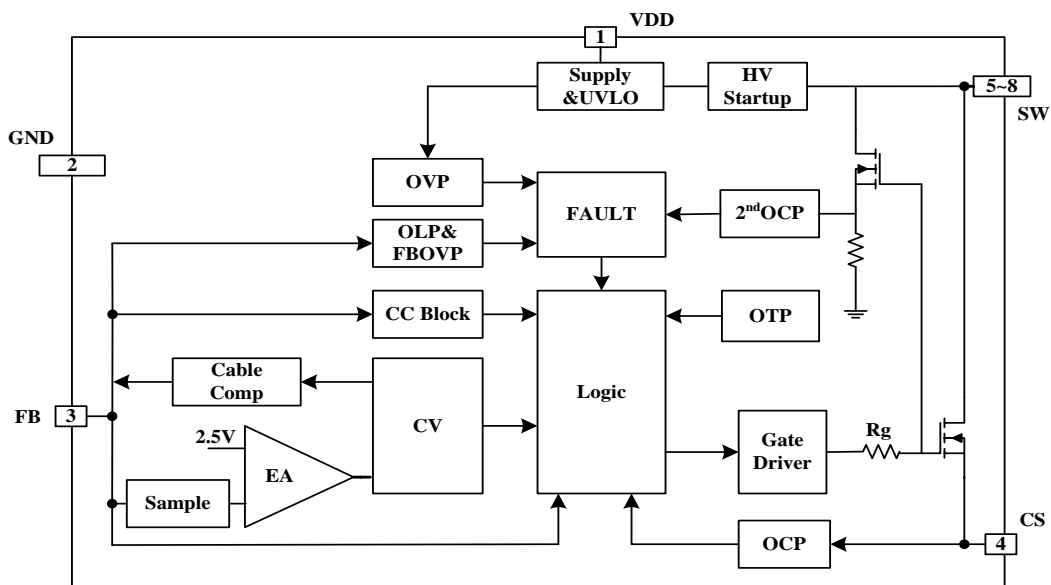 VDD
1
Supply
&UVLO
HV
Startup
5~8
SW
GND
2
OVP
FAULT
2ndOCP
OLP&
FBOVP
CC Block
OTP
Cable
Comp
Logic
FB
3
CV
2.5V
EA
Gate
Driver
Rg
Sample
OCP
CS
4